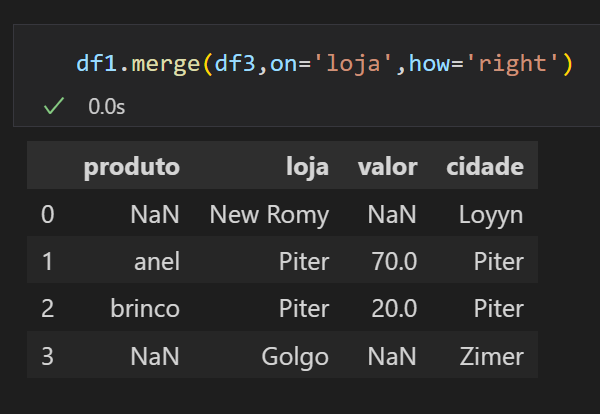 df1.merge(df3,on='loja',how='right')
0.0s
produto loja valor cidade
0 NaN New Romy NaN Loyyn
1 anel Piter 70.0 Piter
2 brinco Piter 20.0 Piter
3 NaN Golgo NaN Zimer